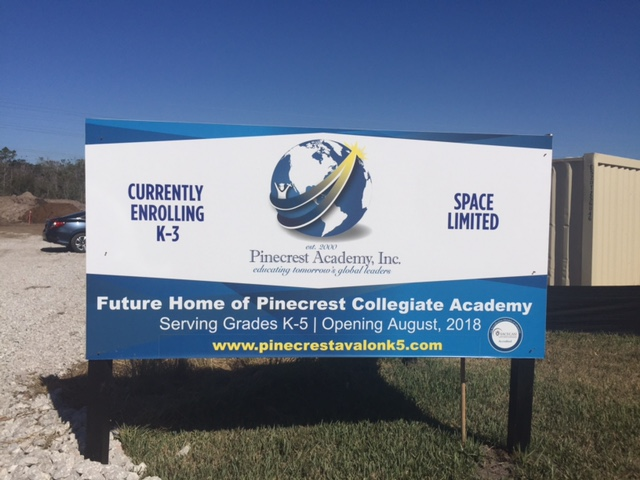 CURRENTLY
ENROLLING
K-3
SPACE
LIMITED
est. 2000
Pinecrest Academy, Inc.
educating tomorrow's global leaders
Future Home of Pinecrest Collegiate Academy
Serving Grades K-5 | Opening August, 2018
www.pinecrestavalonk5.com